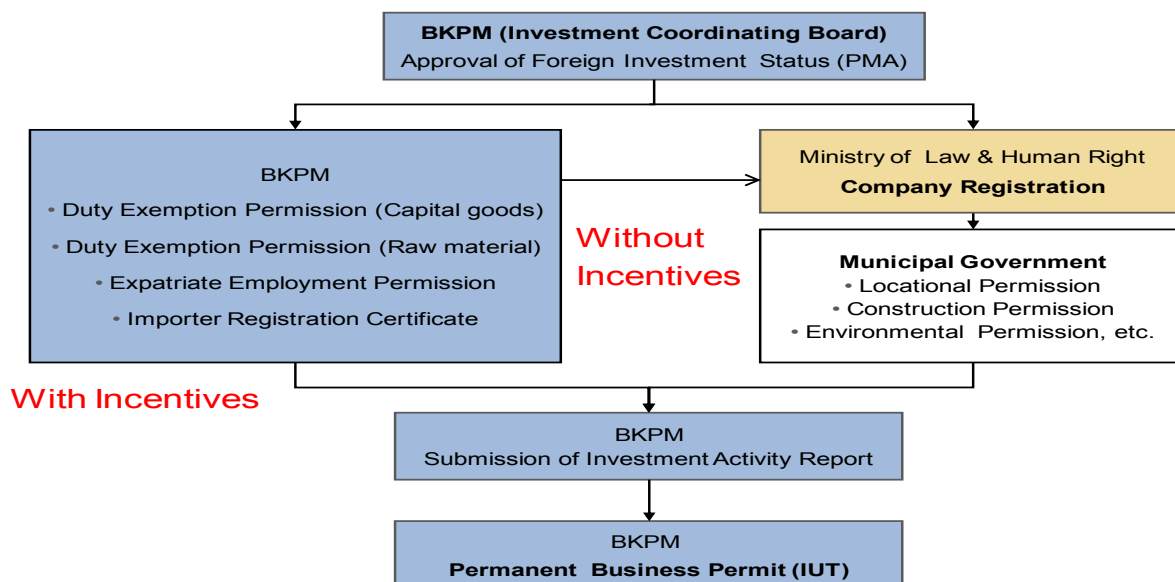 BKPM (Investment Coordinating Board)
Approval of Foreign Investment Status (PMA)
BKPM
• Duty Exemption Permission (Capital goods)
• Duty Exemption Permission (Raw material)
• Expatriate Employment Permission
• Importer Registration Certificate
With Incentives
Without
Incentives
Ministry of Law & Human Right
Company Registration
Municipal Government
• Locational Permission
• Construction Permission
• Environmental Permission, etc.
BKPM
Submission of Investment Activity Report
BKPM
Permanent Business Permit (IUT)